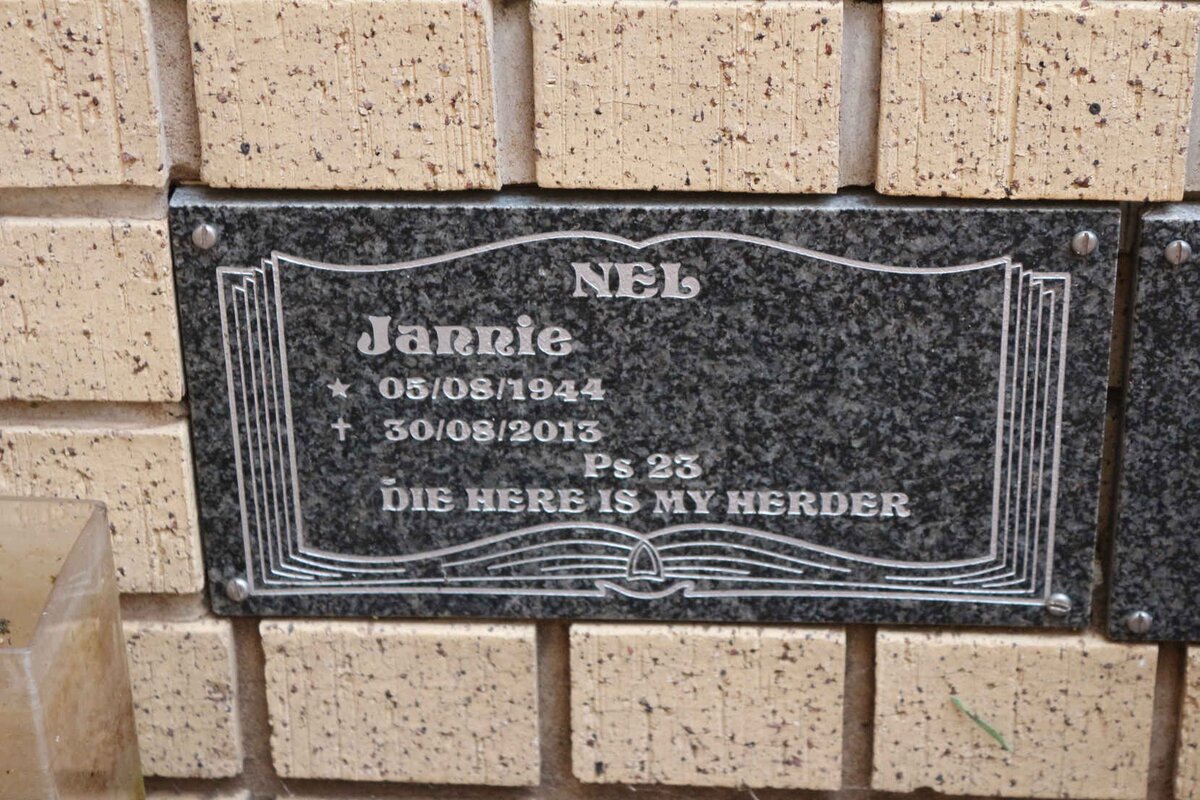 NEL
Jannie
★ 05/08/1944
✝ 30/08/2013
Ps 23
DIE HERE IS MY HERDER